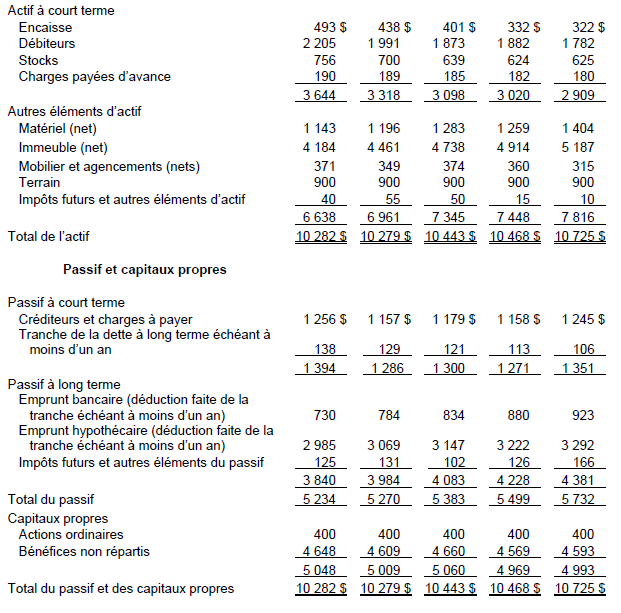 Actif à court terme
Encaisse 493 $ 438 $ 401 $ 332 $ 322 $
Débiteurs 2 205 1 991 1 873 1 882 1 782
Stocks 756 700 639 624 625
Charges payées d’avance 190 189 185 182 180
3 644 3 318 3 098 3 020 2 909
Autres éléments d’actif
Matériel (net) 1 143 1 196 1 283 1 259 1 404
Immeuble (net) 4 184 4 461 4 738 4 914 5 187
Mobilier et agencements (nets) 371 349 374 360 315
Terrain 900 900 900 900 900
Impôts futurs et autres éléments d’actif 40 55 50 15 10
6 638 6 961 7 345 7 448 7 816
Total de l’actif 10 282 $ 10 279 $ 10 443 $ 10 468 $ 10 725 $
Passif et capitaux propres
Passif à court terme
Créditeurs et charges à payer 1 256 $ 1 157 $ 1 179 $ 1 158 $ 1 245 $
Tranche de la dette à long terme échéant à
moins d’un an 138 129 121 113 106
1 394 1 286 1 300 1 271 1 351
Passif à long terme
Emprunt bancaire (déduction faite de la
tranche échéant à moins d’un an) 730 784 834 880 923
Emprunt hypothécaire (déduction faite de la
tranche échéant à moins d’un an) 2 985 3 069 3 147 3 222 3 292
Impôts futurs et autres éléments du passif 125 131 102 126 166
3 840 3 984 4 083 4 228 4 381
Total du passif 5 234 5 270 5 383 5 499 5 732
Capitaux propres
Actions ordinaires 400 400 400 400 400
Bénéfices non répartis 4 648 4 609 4 660 4 569 4 593
5 048 5 009 5 060 4 969 4 993
Total du passif et des capitaux propres 10 282 $ 10 279 $ 10 443 $ 10 468 $ 10 725 $